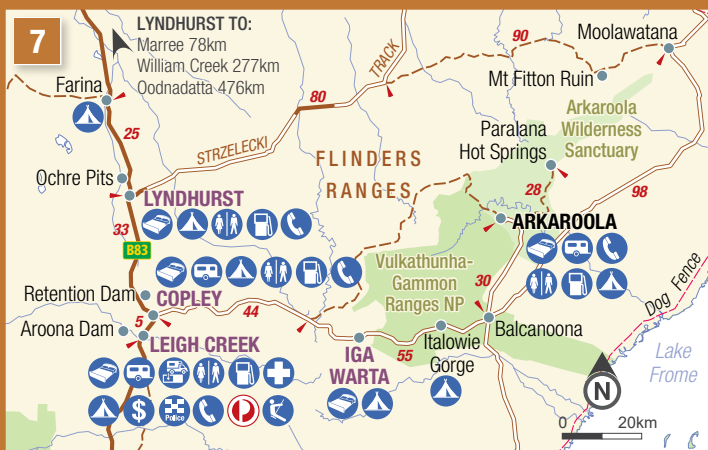 7
LYNDHURST TO:
Marree 78km
William Creek 277km
Oodnadatta 476km
Farina
25
Ochre Pits
LYNDHURST
33
B83
Retention Dam
COPLEY
5
Aroona Dam
LEIGH CREEK
$
Police
STRZELECKI
80
TRACK
90
Moolawatana
Mt Fitton Ruin
Arkaroola
Wilderness
Sanctuary
Paralana
Hot Springs
28
98
FLINDERS
RANGES
ARKAROOLA
Vulkathunha-
Gammon
Ranges NP
30
44
IGA
WARTA
55
Italowie
Gorge
Balcanoona
Dog Fence
Lake
Frome
N
0 20km